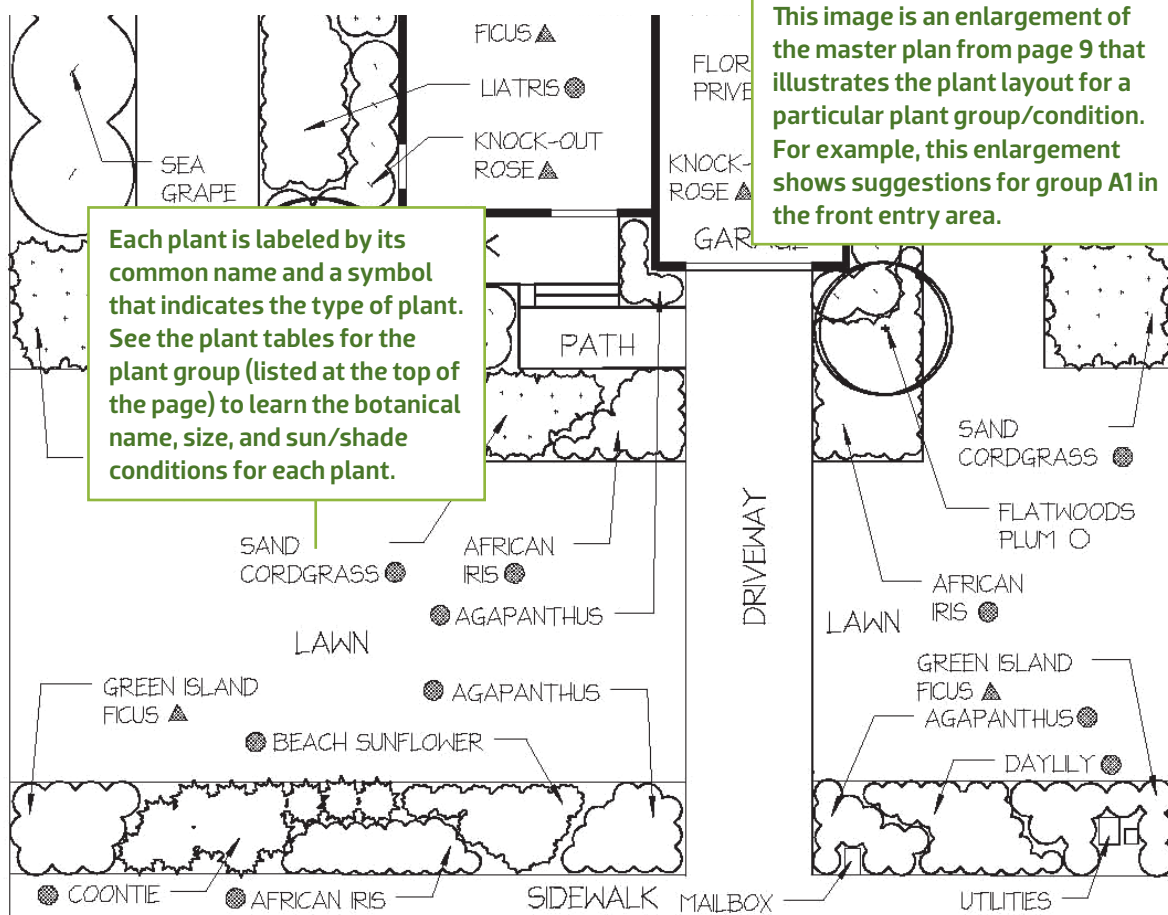 This image is an enlargement of
the master plan from page 9 that
illustrates the plant layout for a
particular plant group/condition.
For example, this enlargement
shows suggestions for group A1 in
the front entry area.
FICUS
LIATRIS
KNOCK-OUT
ROSE
SEA
GRAPE
KNOCK-
ROSE
Each plant is labeled by its
common name and a symbol
that indicates the type of plant.
See the plant tables for the
plant group (listed at the top of
the page) to learn the botanical
name, size, and sun/shade
conditions for each plant.
GARAGE
PATH
SAND
CORDGRASS
FLATWOODS
PLUM
AFRICAN
IRIS
SAND
CORDGRASS
AFRICAN
IRIS
AGAPANTHUS
DRIVEWAY
LAWN
LAWN
GREEN ISLAND
FICUS
AGAPANTHUS
BEACH SUNFLOWER
GREEN ISLAND
FICUS
AGAPANTHUS
DAYLILY
COONTIE
AFRICAN IRIS
SIDEWALK
MAILBOX
UTILITIES